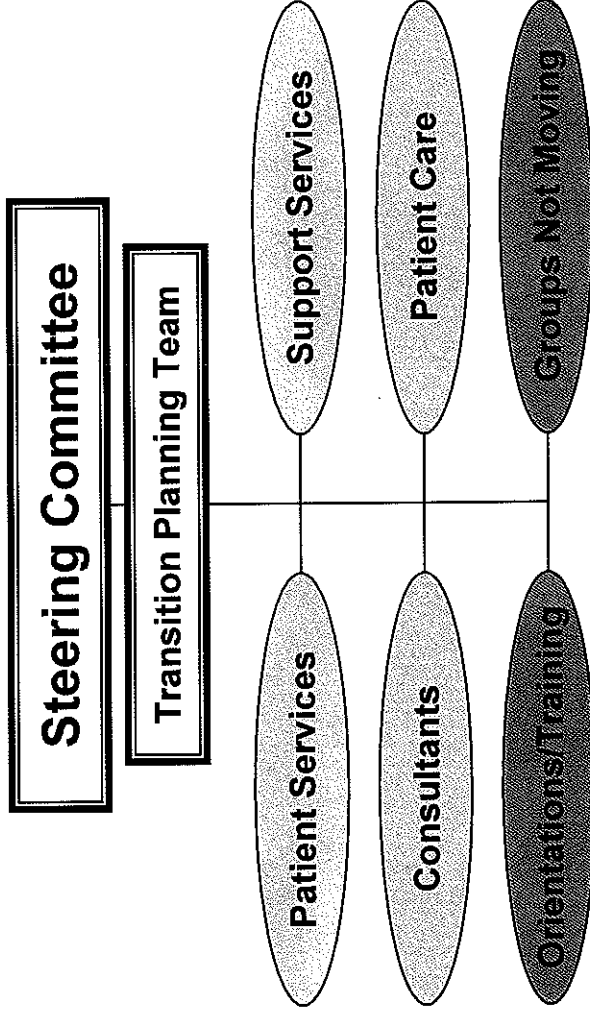 Steering Committee
Transition Planning Team
Patient Services
Support Services
Consultants
Patient Care
Orientations/Training
Groups Not Moving